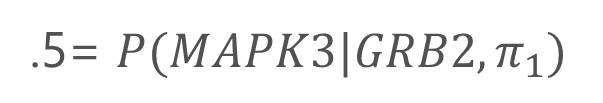 .5= P(MAPK3|GRB2, π₁)